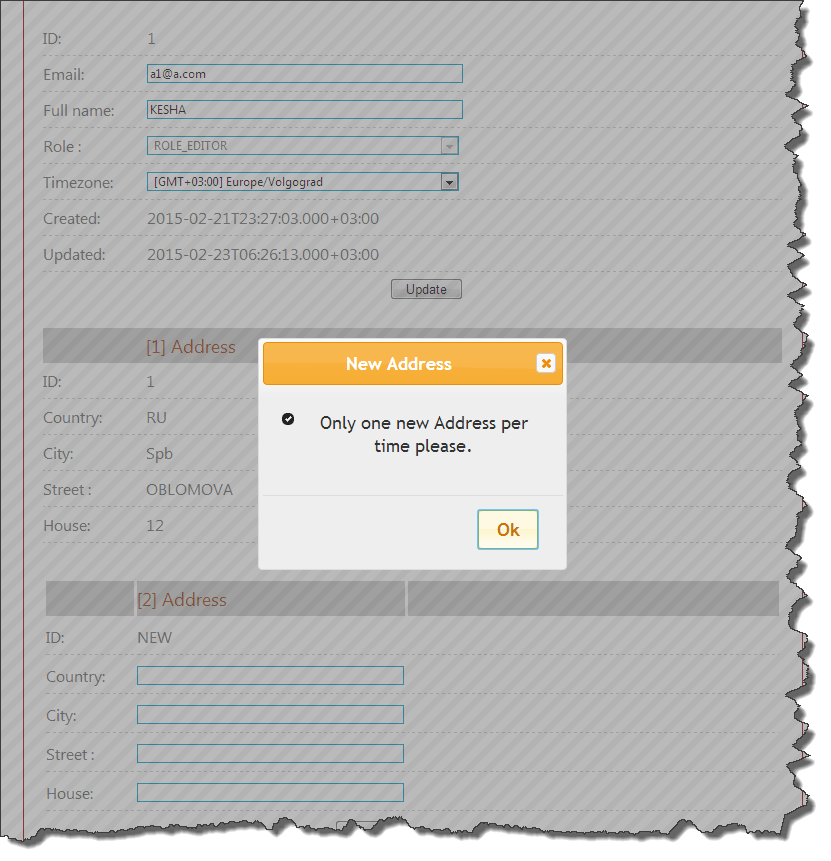 ID: 1
Email: a1@a.com
Full name: KESHA
Role : ROLE_EDITOR
Timezone: [GMT+03:00] Europe/Volgograd
Created: 2015-02-21T23:27:03.000+03:00
Updated: 2015-02-23T06:26:13.000+03:00
Update
[1] Address
ID: 1
Country: RU
City: Spb
Street : OBLOMOVA
House: 12
New Address
Only one new Address per
time please.
Ok
[2] Address
ID: NEW
Country:
City:
Street :
House: